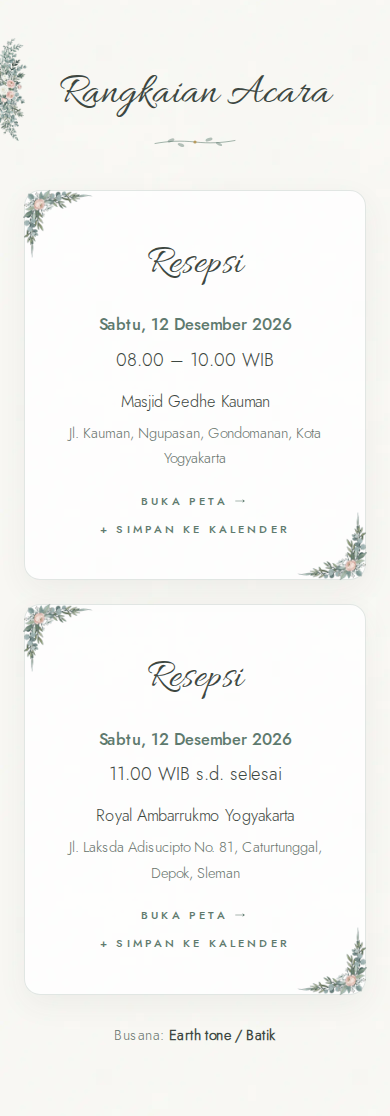 Rangkaian Acara
Resepsi
Sabtu, 12 Desember 2026
08.00 – 10.00 WIB
Masjid Gedhe Kauman
Jl. Kauman, Ngupasan, Gondomanan, Kota
Yogyakarta
BUKA PETA →
+ SIMPAN KE KALENDER
Resepsi
Sabtu, 12 Desember 2026
11.00 WIB s.d. selesai
Royal Ambarrukmo Yogyakarta
Jl. Laksda Adisucipto No. 81, Caturtunggal,
Depok, Sleman
BUKA PETA →
+ SIMPAN KE KALENDER
Busana: Earth tone / Batik